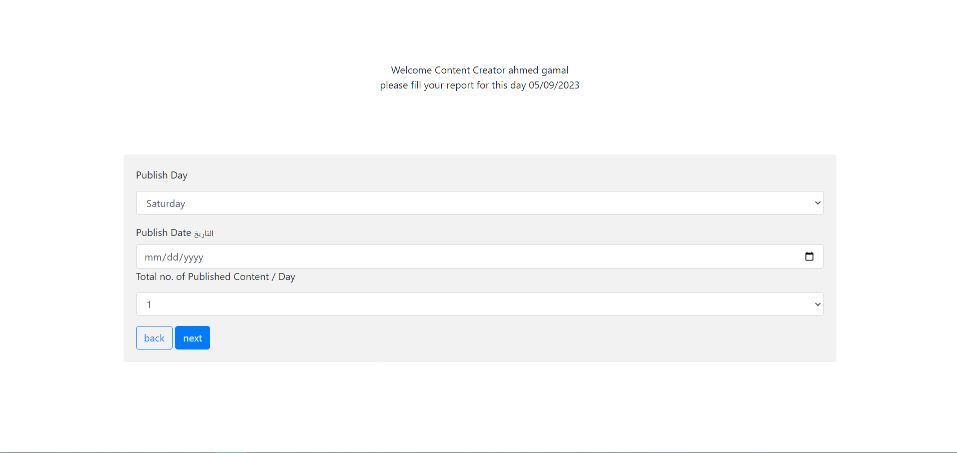 Welcome Content Creator ahmed gamal
please fill your report for this day 05/09/2023
Publish Day
Saturday
Publish Date التاريخ
mm/dd/yyyy
Total no. of Published Content / Day
1
back next